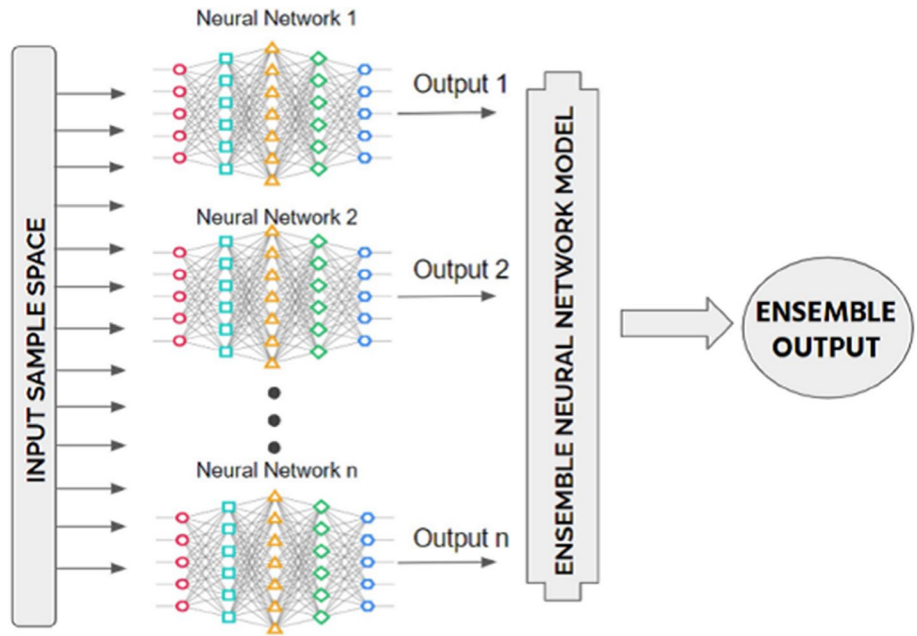 INPUT SAMPLE SPACE
Neural Network 1
Output 1
Neural Network 2
Output 2
Neural Network n
Output n
ENSEMBLE NEURAL NETWORK MODEL
ENSEMBLE
OUTPUT